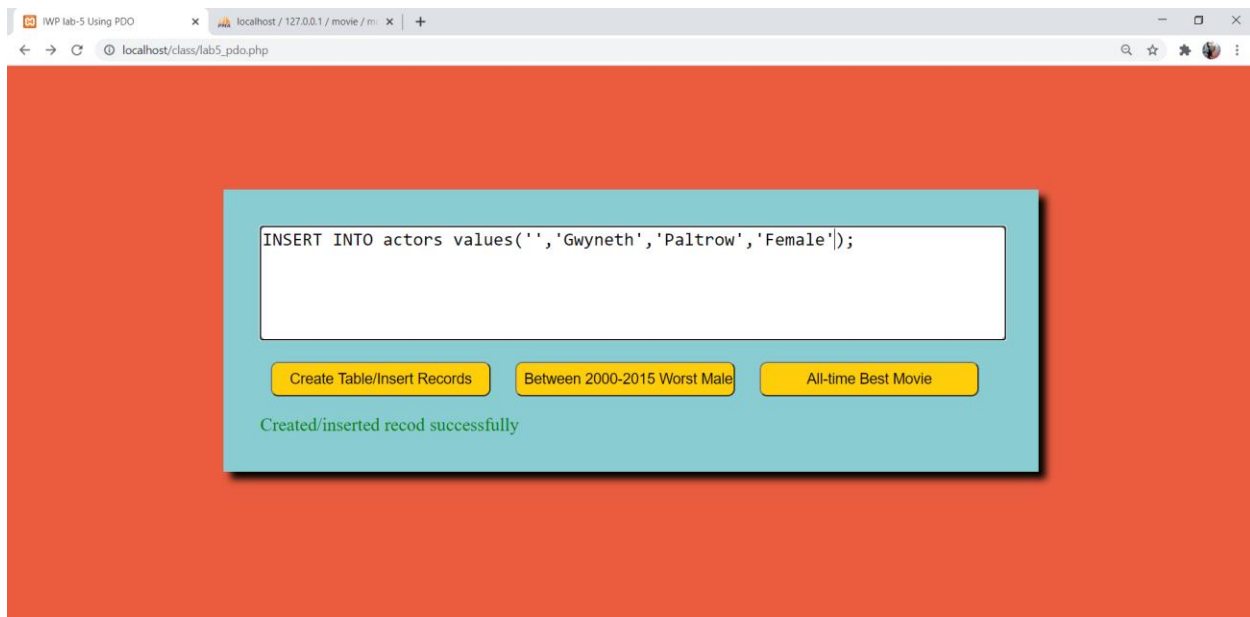 IWP lab-5 Using PDO
localhost / 127.0.0.1 / movie / m
localhost/class/lab5_pdo.php
INSERT INTO actors values('','Gwyneth','Paltrow','Female');
Create Table/Insert Records
Between 2000-2015 Worst Male
All-time Best Movie
Created/inserted recod successfully